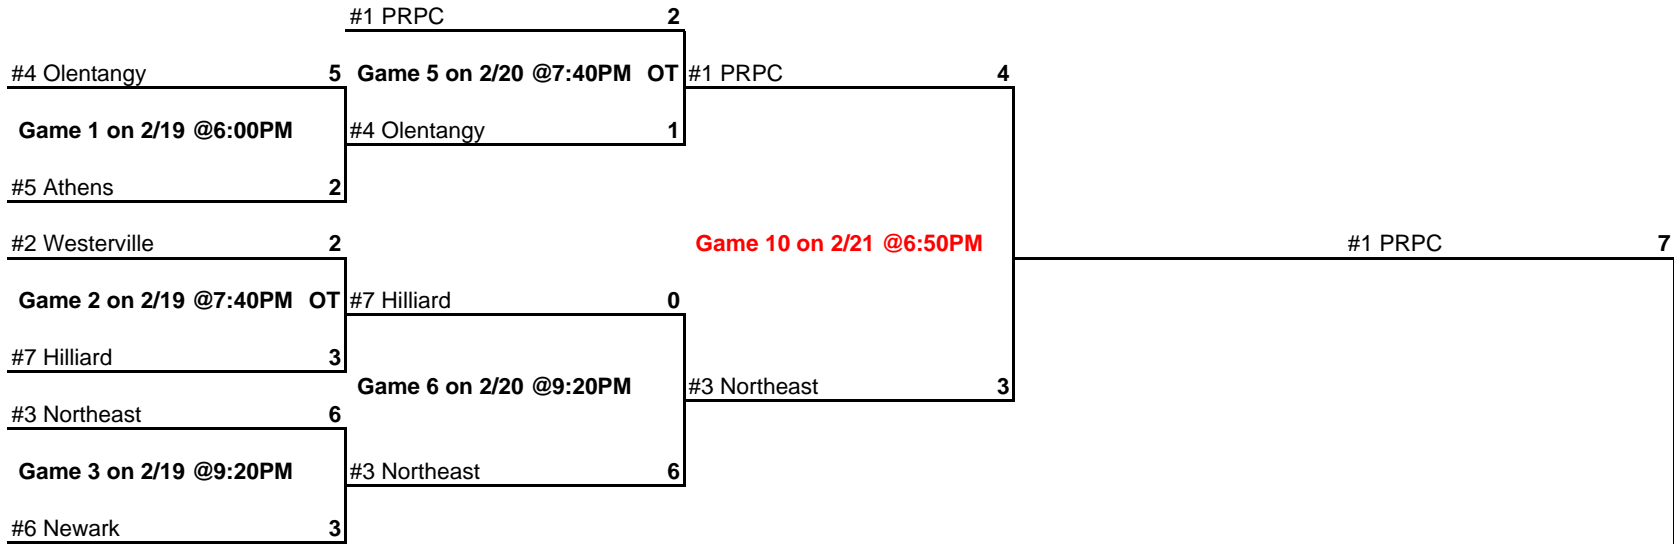 #1 PRPC 2
#4 Olentangy 5 Game 5 on 2/20 @7:40PM OT #1 PRPC 4
Game 1 on 2/19 @6:00PM #4 Olentangy 1
#5 Athens 2
#2 Westerville 2 Game 10 on 2/21 @6:50PM #1 PRPC 7
Game 2 on 2/19 @7:40PM OT #7 Hilliard 0
#7 Hilliard 3
Game 6 on 2/20 @9:20PM #3 Northeast 3
#3 Northeast 6
Game 3 on 2/19 @9:20PM #3 Northeast 6
#6 Newark 3